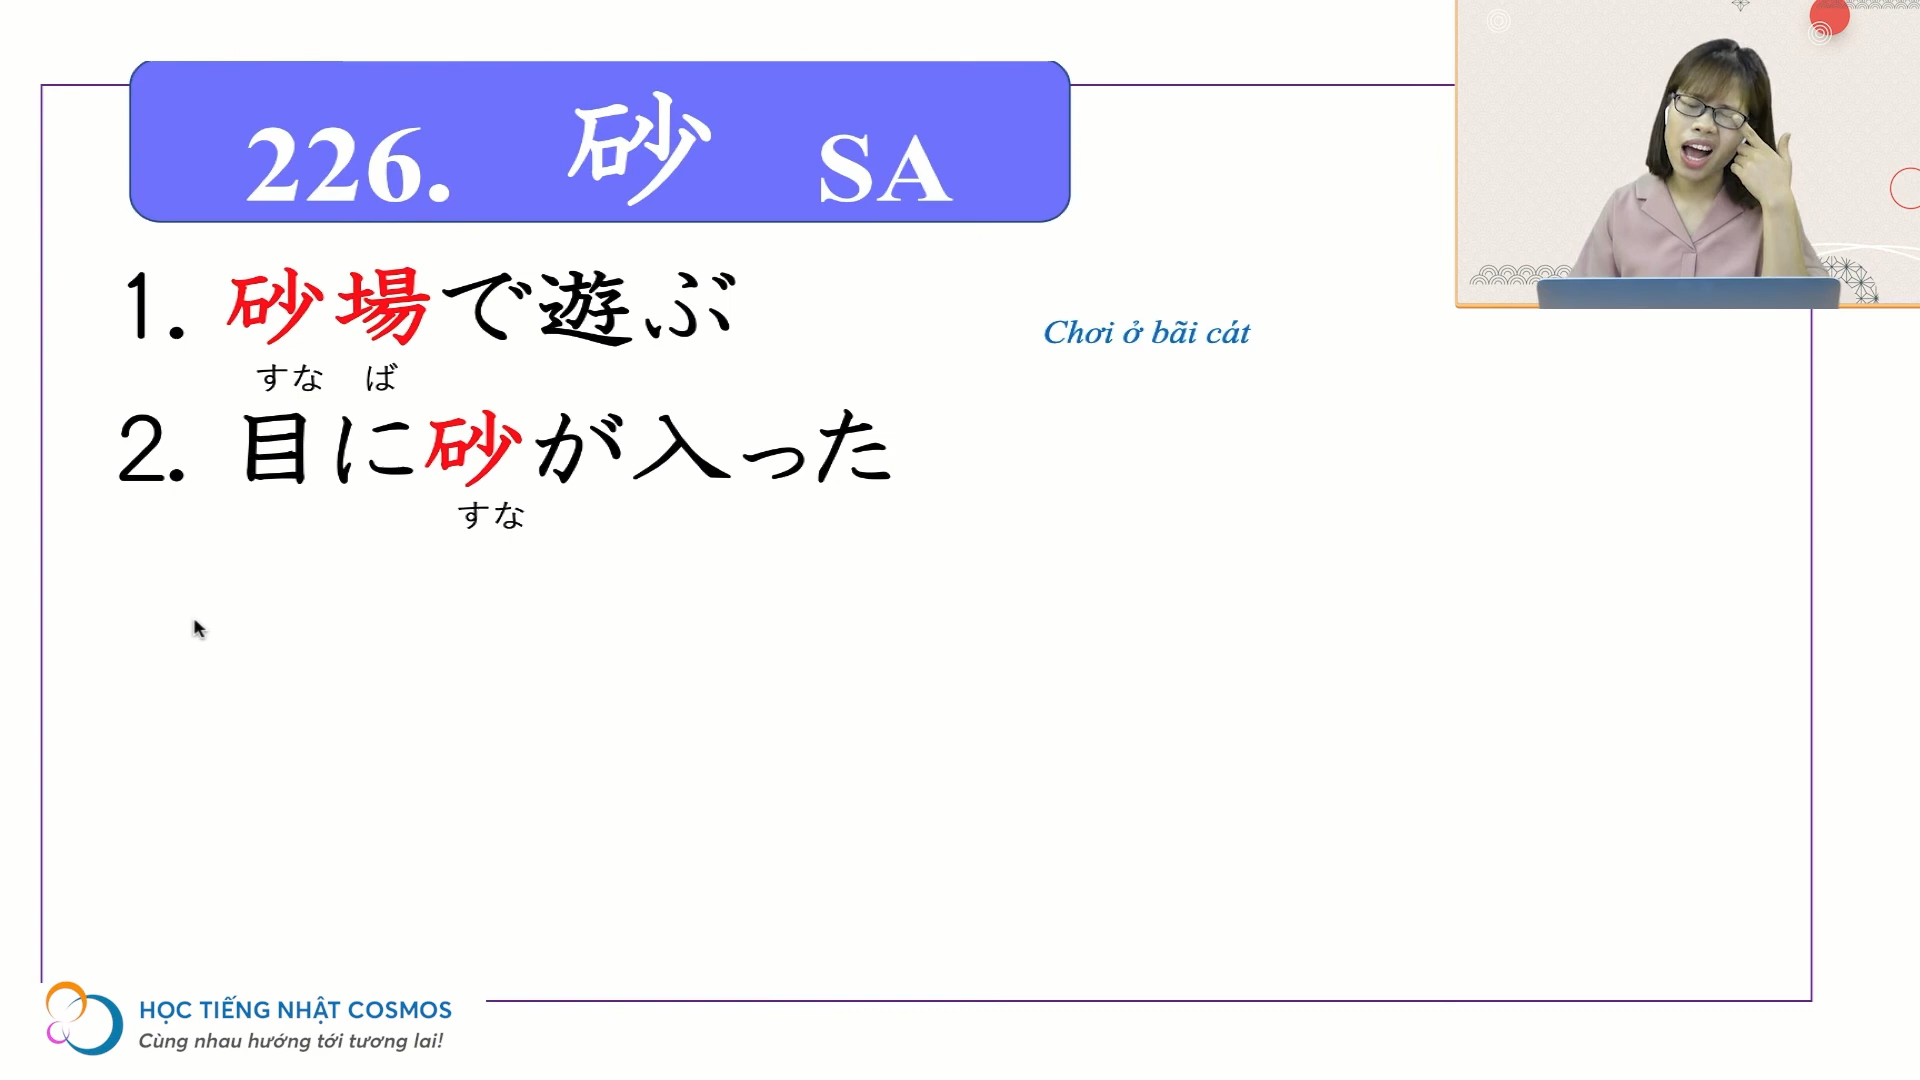 226. 砂 SA
1. 砂場で遊ぶ
すな ば
Chơi ở bãi cát
2. 目に砂が入った
すな
HỌC TIẾNG NHẬT COSMOS
Cùng nhau hướng tới tương lai!